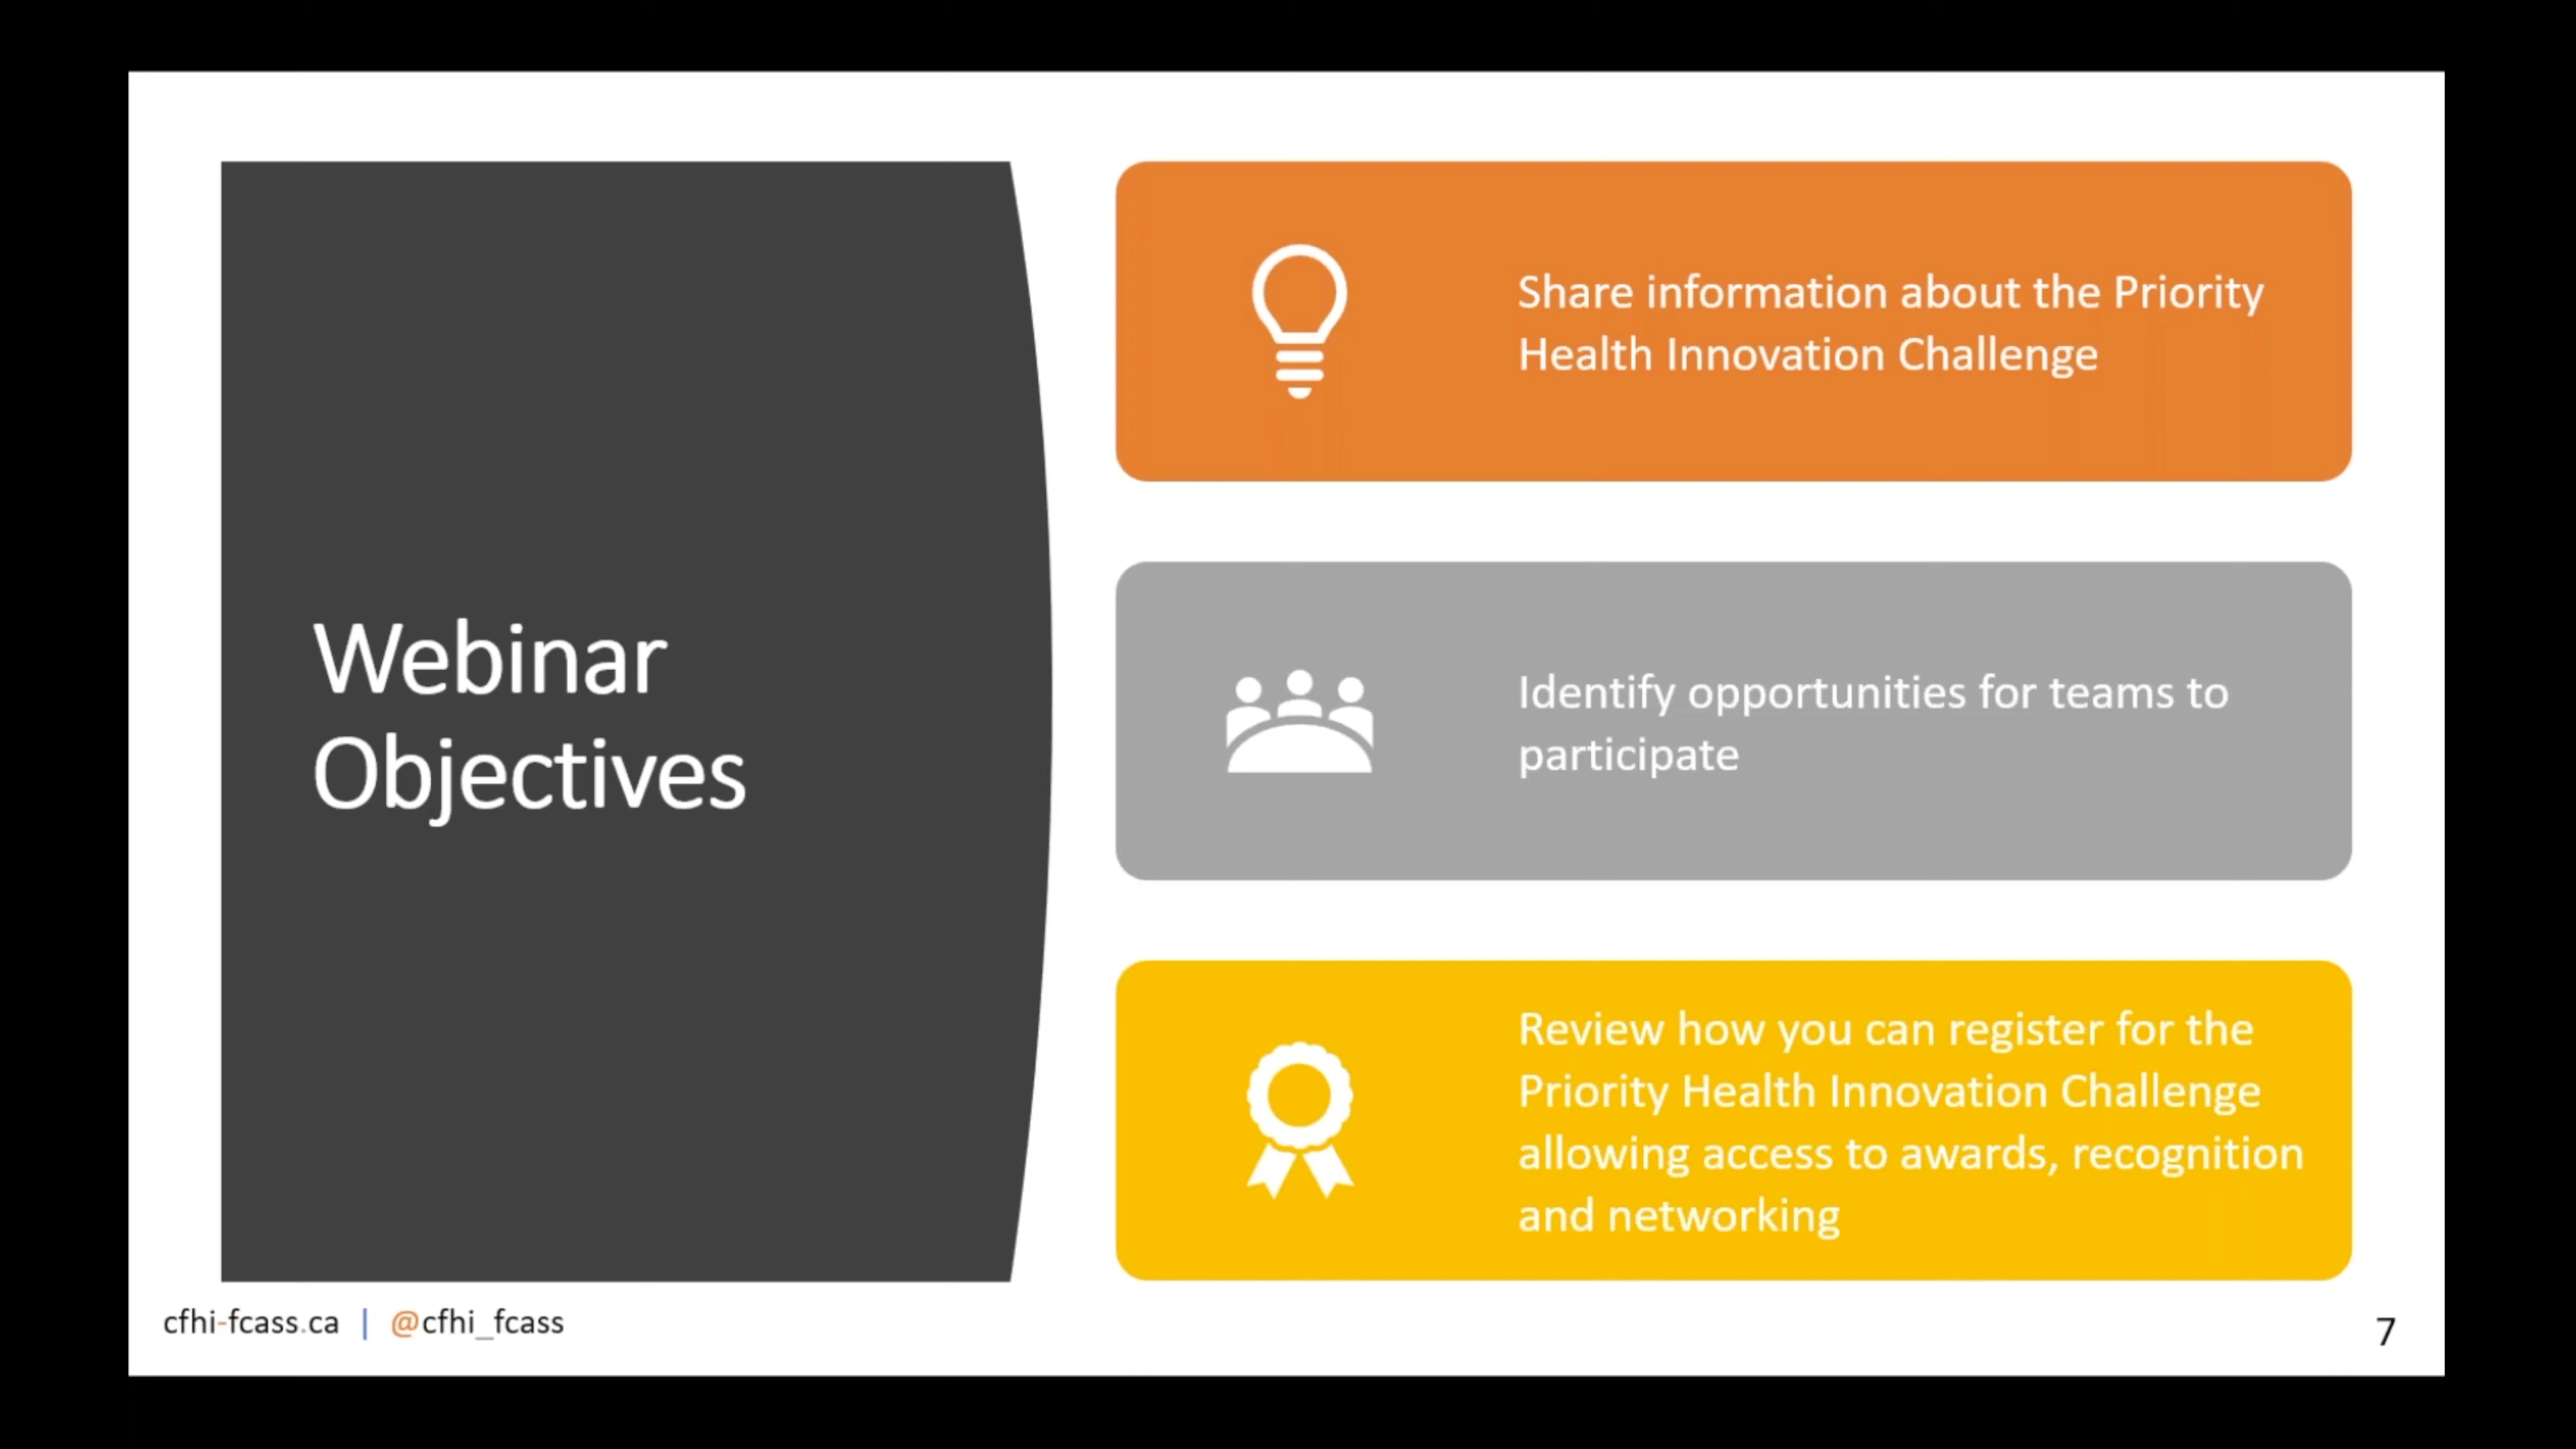 Webinar
Objectives
Share information about the Priority
Health Innovation Challenge
Identify opportunities for teams to
participate
Review how you can register for the
Priority Health Innovation Challenge
allowing access to awards, recognition
and networking
cfhi-fcass.ca | @cfhi_fcass
7